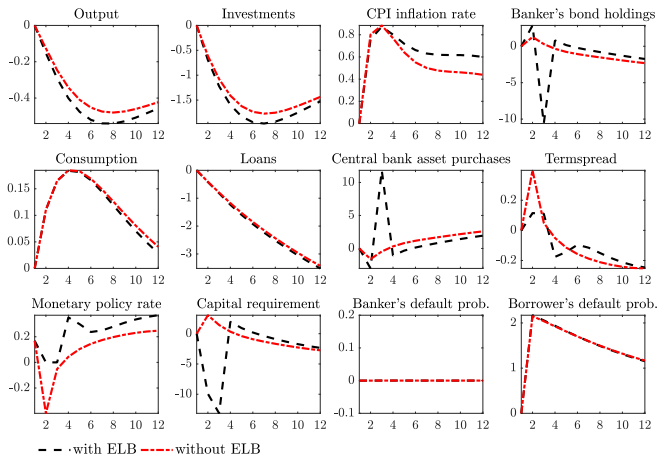 Output Investments CPI inflation rate Banker's bond holdings
0 0 0.8 0
-0.2 -0.5 0.6 -5
-0.4 -1 0.4 -10
-1.5 0.2
0
2 4 6 8 10 12 2 4 6 8 10 12 2 4 6 8 10 12 2 4 6 8 10 12
Consumption Loans Central bank asset purchases Termspread
0.15 0 10 0.2
0.1 -1 5 0
0.05 -2 0 -0.2
0 -3
2 4 6 8 10 12 2 4 6 8 10 12 2 4 6 8 10 12 2 4 6 8 10 12
Monetary policy rate Capital requirement Banker's default prob. Borrower's default prob.
0.2 0 0.2 2
0 -5 0.1 1
-0.2 -10 0 0
-0.1
2 4 6 8 10 12 2 4 6 8 10 12 2 4 6 8 10 12 2 4 6 8 10 12
with ELB without ELB